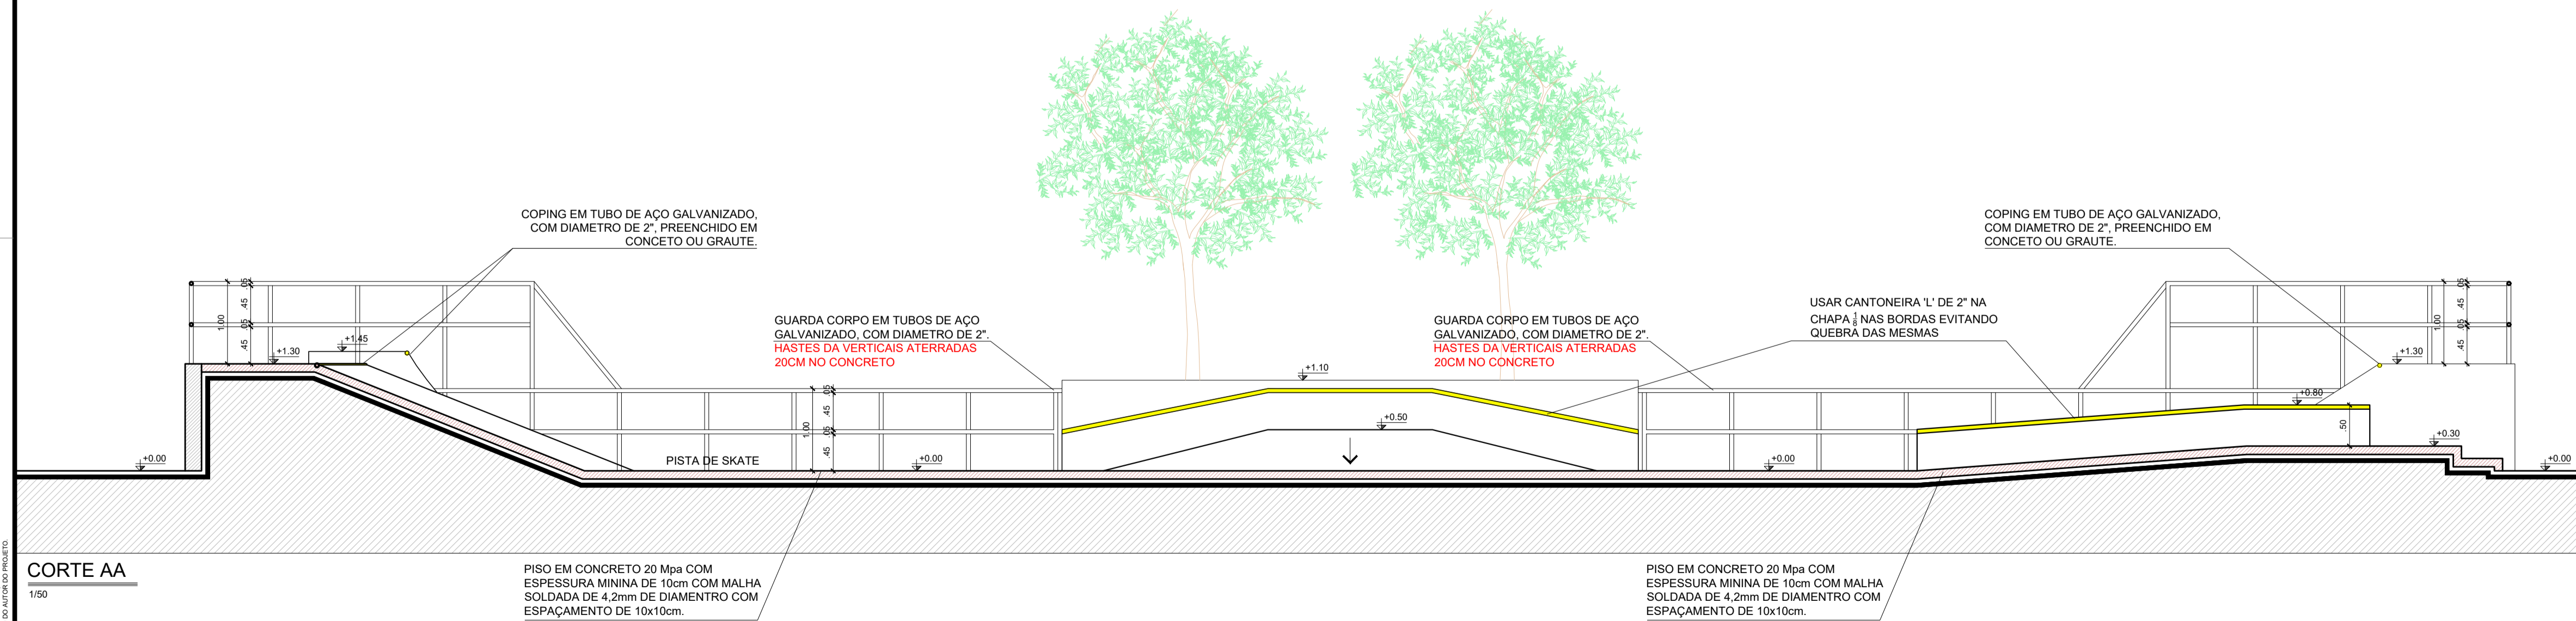 COPING EM TUBO DE AÇO GALVANIZADO,
COM DIAMETRO DE 2", PREENCHIDO EM
CONCETO OU GRAUTE.
COPING EM TUBO DE AÇO GALVANIZADO,
COM DIAMETRO DE 2", PREENCHIDO EM
CONCETO OU GRAUTE.
GUARDA CORPO EM TUBOS DE AÇO
GALVANIZADO, COM DIAMETRO DE 2".
HASTES DA VERTICAIS ATERRADAS
20CM NO CONCRETO
GUARDA CORPO EM TUBOS DE AÇO
GALVANIZADO, COM DIAMETRO DE 2".
HASTES DA VERTICAIS ATERRADAS
20CM NO CONCRETO
USAR CANTONEIRA 'L' DE 2" NA
CHAPA 1/8 NAS BORDAS EVITANDO
QUEBRA DAS MESMAS
1.00
.05
.45
.05
.45
+1.45
+1.30
+0.00
PISTA DE SKATE
1.00
.05
.45
.05
.45
+0.00
+1.10
+0.50
+0.00
+0.80
.50
+0.30
+1.30
1.00
.05
.45
.05
.45
+0.00
CORTE AA
1/50
PISO EM CONCRETO 20 Mpa COM
ESPESSURA MININA DE 10cm COM MALHA
SOLDADA DE 4,2mm DE DIAMENTRO COM
ESPAÇAMENTO DE 10x10cm.
PISO EM CONCRETO 20 Mpa COM
ESPESSURA MININA DE 10cm COM MALHA
SOLDADA DE 4,2mm DE DIAMENTRO COM
ESPAÇAMENTO DE 10x10cm.
DO AUTOR DO PROJETO.